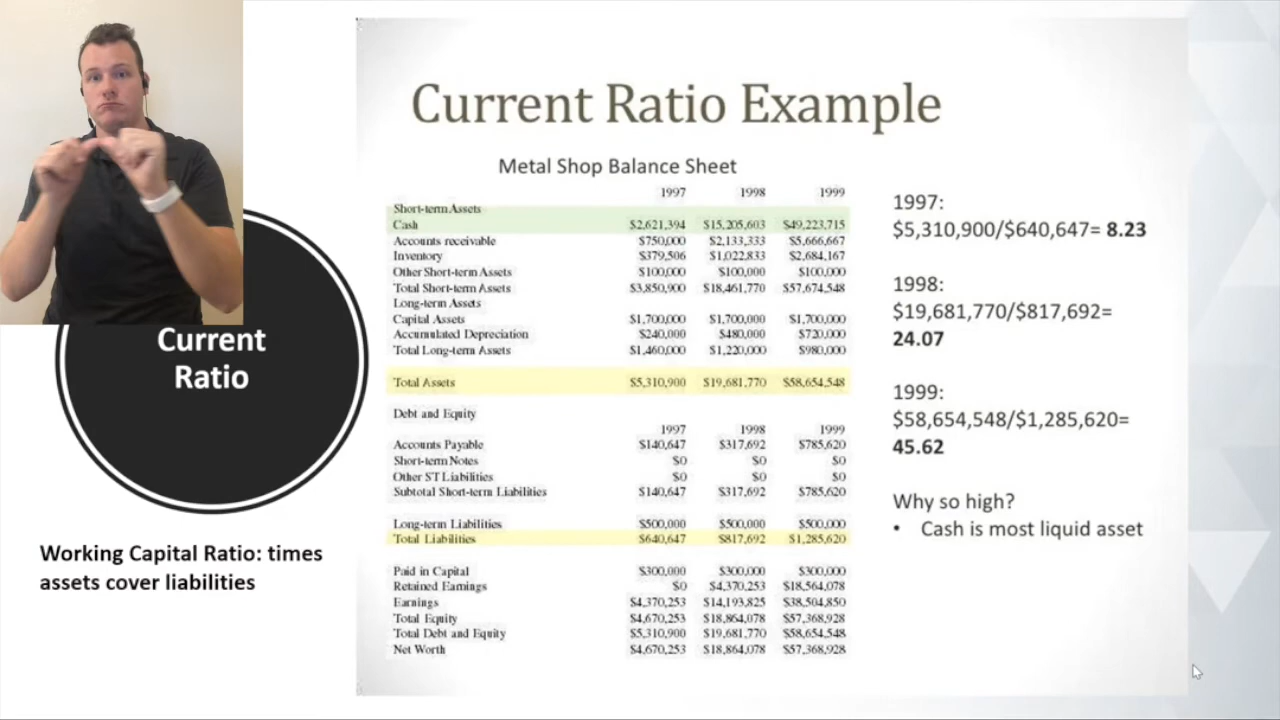 Current Ratio Example
Metal Shop Balance Sheet
1997 1998 1999
Short-term Assets
Cash $2,621,394 $15,205,603 $49,223,715
Accounts receivable $750,000 $2,133,333 $5,666,667
Inventory $379,506 $1,022,833 $2,684,167
Other Short-term Assets $100,000 $100,000 $100,000
Total Short-term Assets $3,850,900 $18,461,770 $57,674,548
Long-term Assets
Capital Assets $1,700,000 $1,700,000 $1,700,000
Accumulated Depreciation $240,000 $480,000 $720,000
Total Long-term Assets $1,460,000 $1,220,000 $980,000
Total Assets $5,310,900 $19,681,770 $58,654,548
Debt and Equity
1997 1998 1999
Accounts Payable $140,647 $317,692 $785,620
Short-term Notes $0 $0 $0
Other ST Liabilities $0 $0 $0
Subtotal Short-term Liabilities $140,647 $317,692 $785,620
Long-term Liabilities $500,000 $500,000 $500,000
Total Liabilities $640,647 $817,692 $1,285,620
Paid in Capital $300,000 $300,000 $300,000
Retained Earnings $0 $4,370,253 $18,564,078
Earnings $4,370,253 $14,193,825 $38,504,850
Total Equity $4,670,253 $18,864,078 $57,368,928
Total Debt and Equity $5,310,900 $19,681,770 $58,654,548
Net Worth $4,670,253 $18,864,078 $57,368,928
1997:
$5,310,900/$640,647= 8.23
1998:
$19,681,770/$817,692=
24.07
1999:
$58,654,548/$1,285,620=
45.62
Why so high?
• Cash is most liquid asset
Current
Ratio
Working Capital Ratio: times
assets cover liabilities